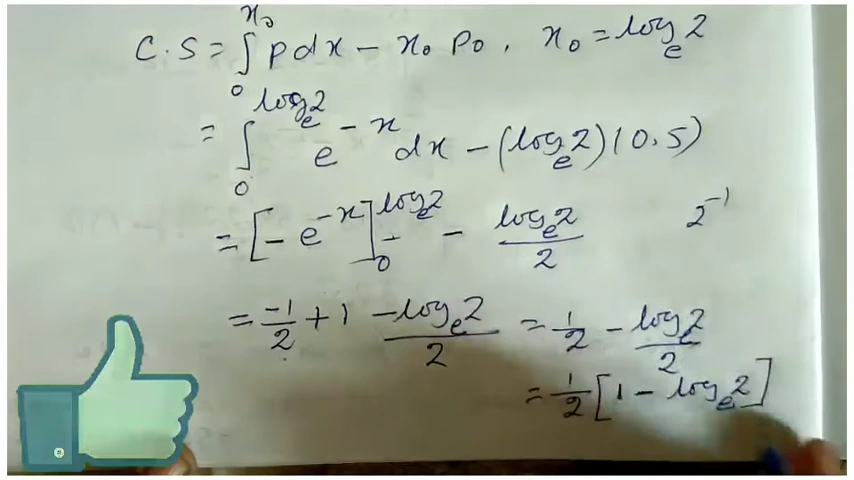 C.S = ∫₀^x₀ p dx − x₀ p₀ , x₀ = logₑ2
= ∫₀^logₑ2 e^−x dx − (logₑ2)(0.5)
= [− e^−x]₀^logₑ2 − logₑ2/2 2^−1
= −1/2 + 1 − logₑ2/2 = 1/2 − logₑ2/2
= 1/2 [1 − logₑ2]